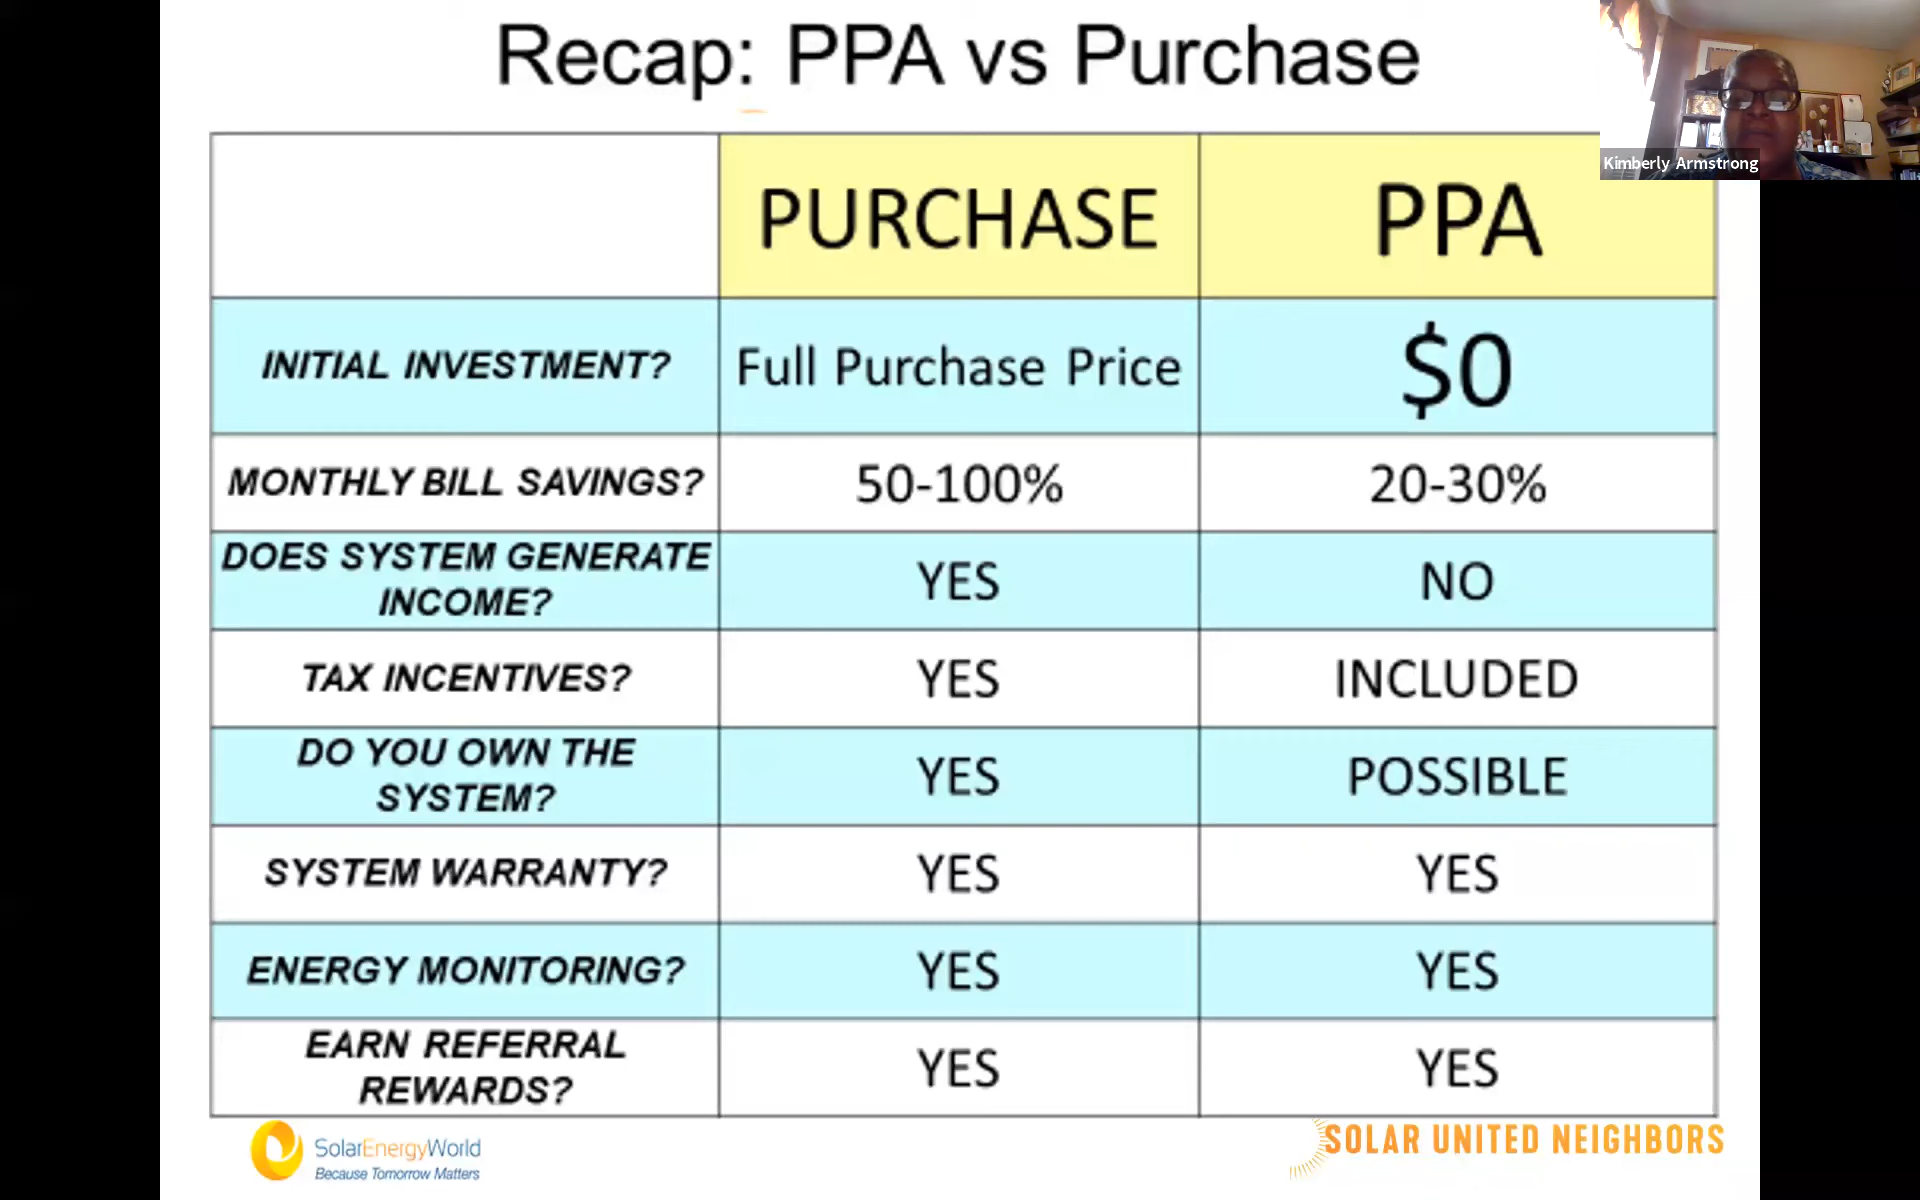 Recap: PPA vs Purchase
Kimberly Armstrong
PURCHASE PPA
INITIAL INVESTMENT? Full Purchase Price $0
MONTHLY BILL SAVINGS? 50-100% 20-30%
DOES SYSTEM GENERATE
INCOME? YES NO
TAX INCENTIVES? YES INCLUDED
DO YOU OWN THE
SYSTEM? YES POSSIBLE
SYSTEM WARRANTY? YES YES
ENERGY MONITORING? YES YES
EARN REFERRAL
REWARDS? YES YES
SolarEnergyWorld
Because Tomorrow Matters
SOLAR UNITED NEIGHBORS